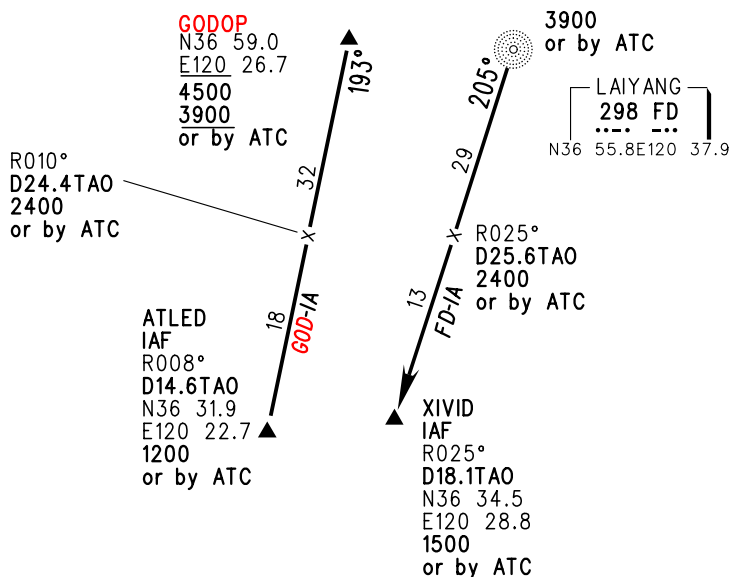 GODOP
N36 59.0
E120 26.7
4500
3900
or by ATC
193°
32
R010°
D24.4TAO
2400
or by ATC
18
GOD-IA
ATLED
IAF
R008°
D14.6TAO
N36 31.9
E120 22.7
1200
or by ATC
3900
or by ATC
LAIYANG
298 FD
N36 55.8E120 37.9
205°
29
R025°
D25.6TAO
2400
or by ATC
13
FD-IA
XIVID
IAF
R025°
D18.1TAO
N36 34.5
E120 28.8
1500
or by ATC